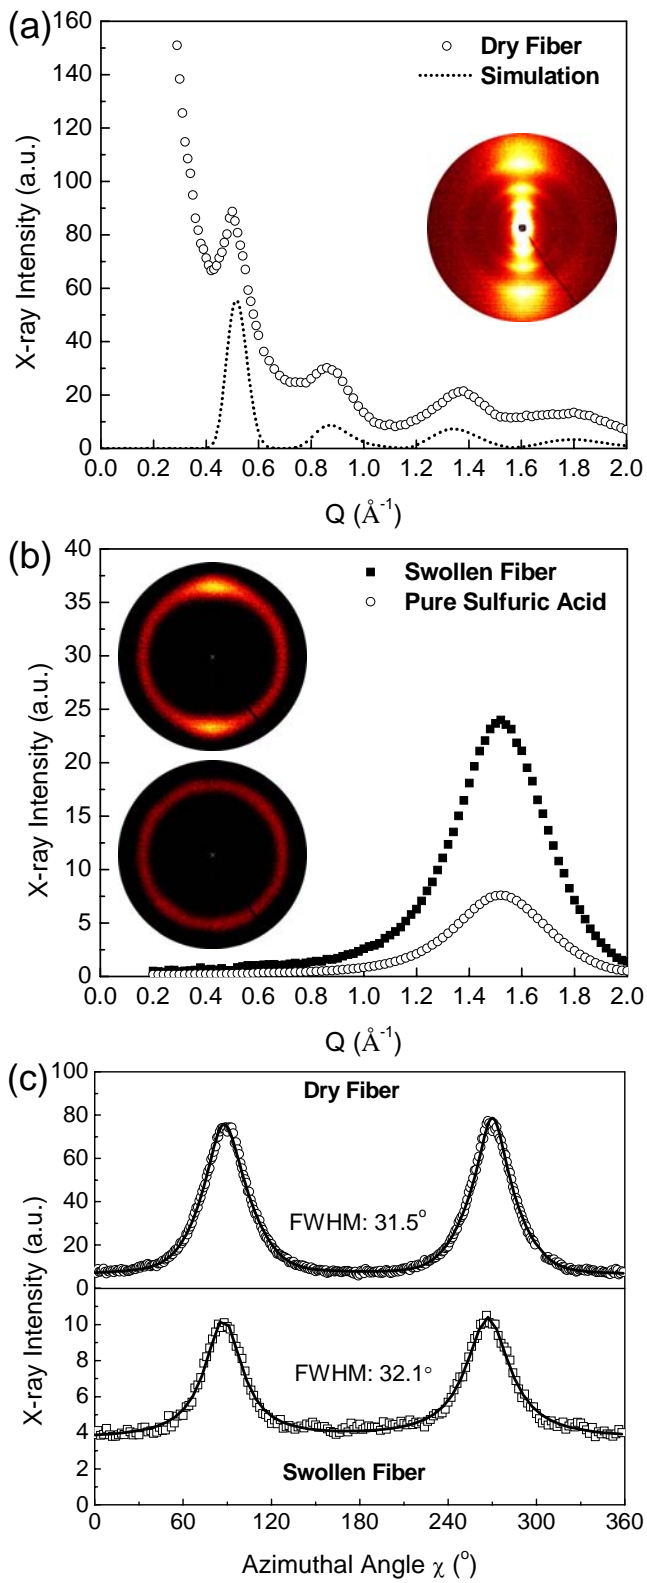 (a)
160
140
120
100
80
60
40
20
0
X-ray Intensity (a.u.)
Dry Fiber
Simulation
0.0 0.2 0.4 0.6 0.8 1.0 1.2 1.4 1.6 1.8 2.0
Q (Å⁻¹)
(b)
40
35
30
25
20
15
10
5
0
X-ray Intensity (a.u.)
Swollen Fiber
Pure Sulfuric Acid
0.0 0.2 0.4 0.6 0.8 1.0 1.2 1.4 1.6 1.8 2.0
Q (Å⁻¹)
(c)
100
80
60
40
20
0
Dry Fiber
FWHM: 31.5°
X-ray Intensity (a.u.)
10
8
6
4
2
0
FWHM: 32.1°
Swollen Fiber
0 60 120 180 240 300 360
Azimuthal Angle χ (°)